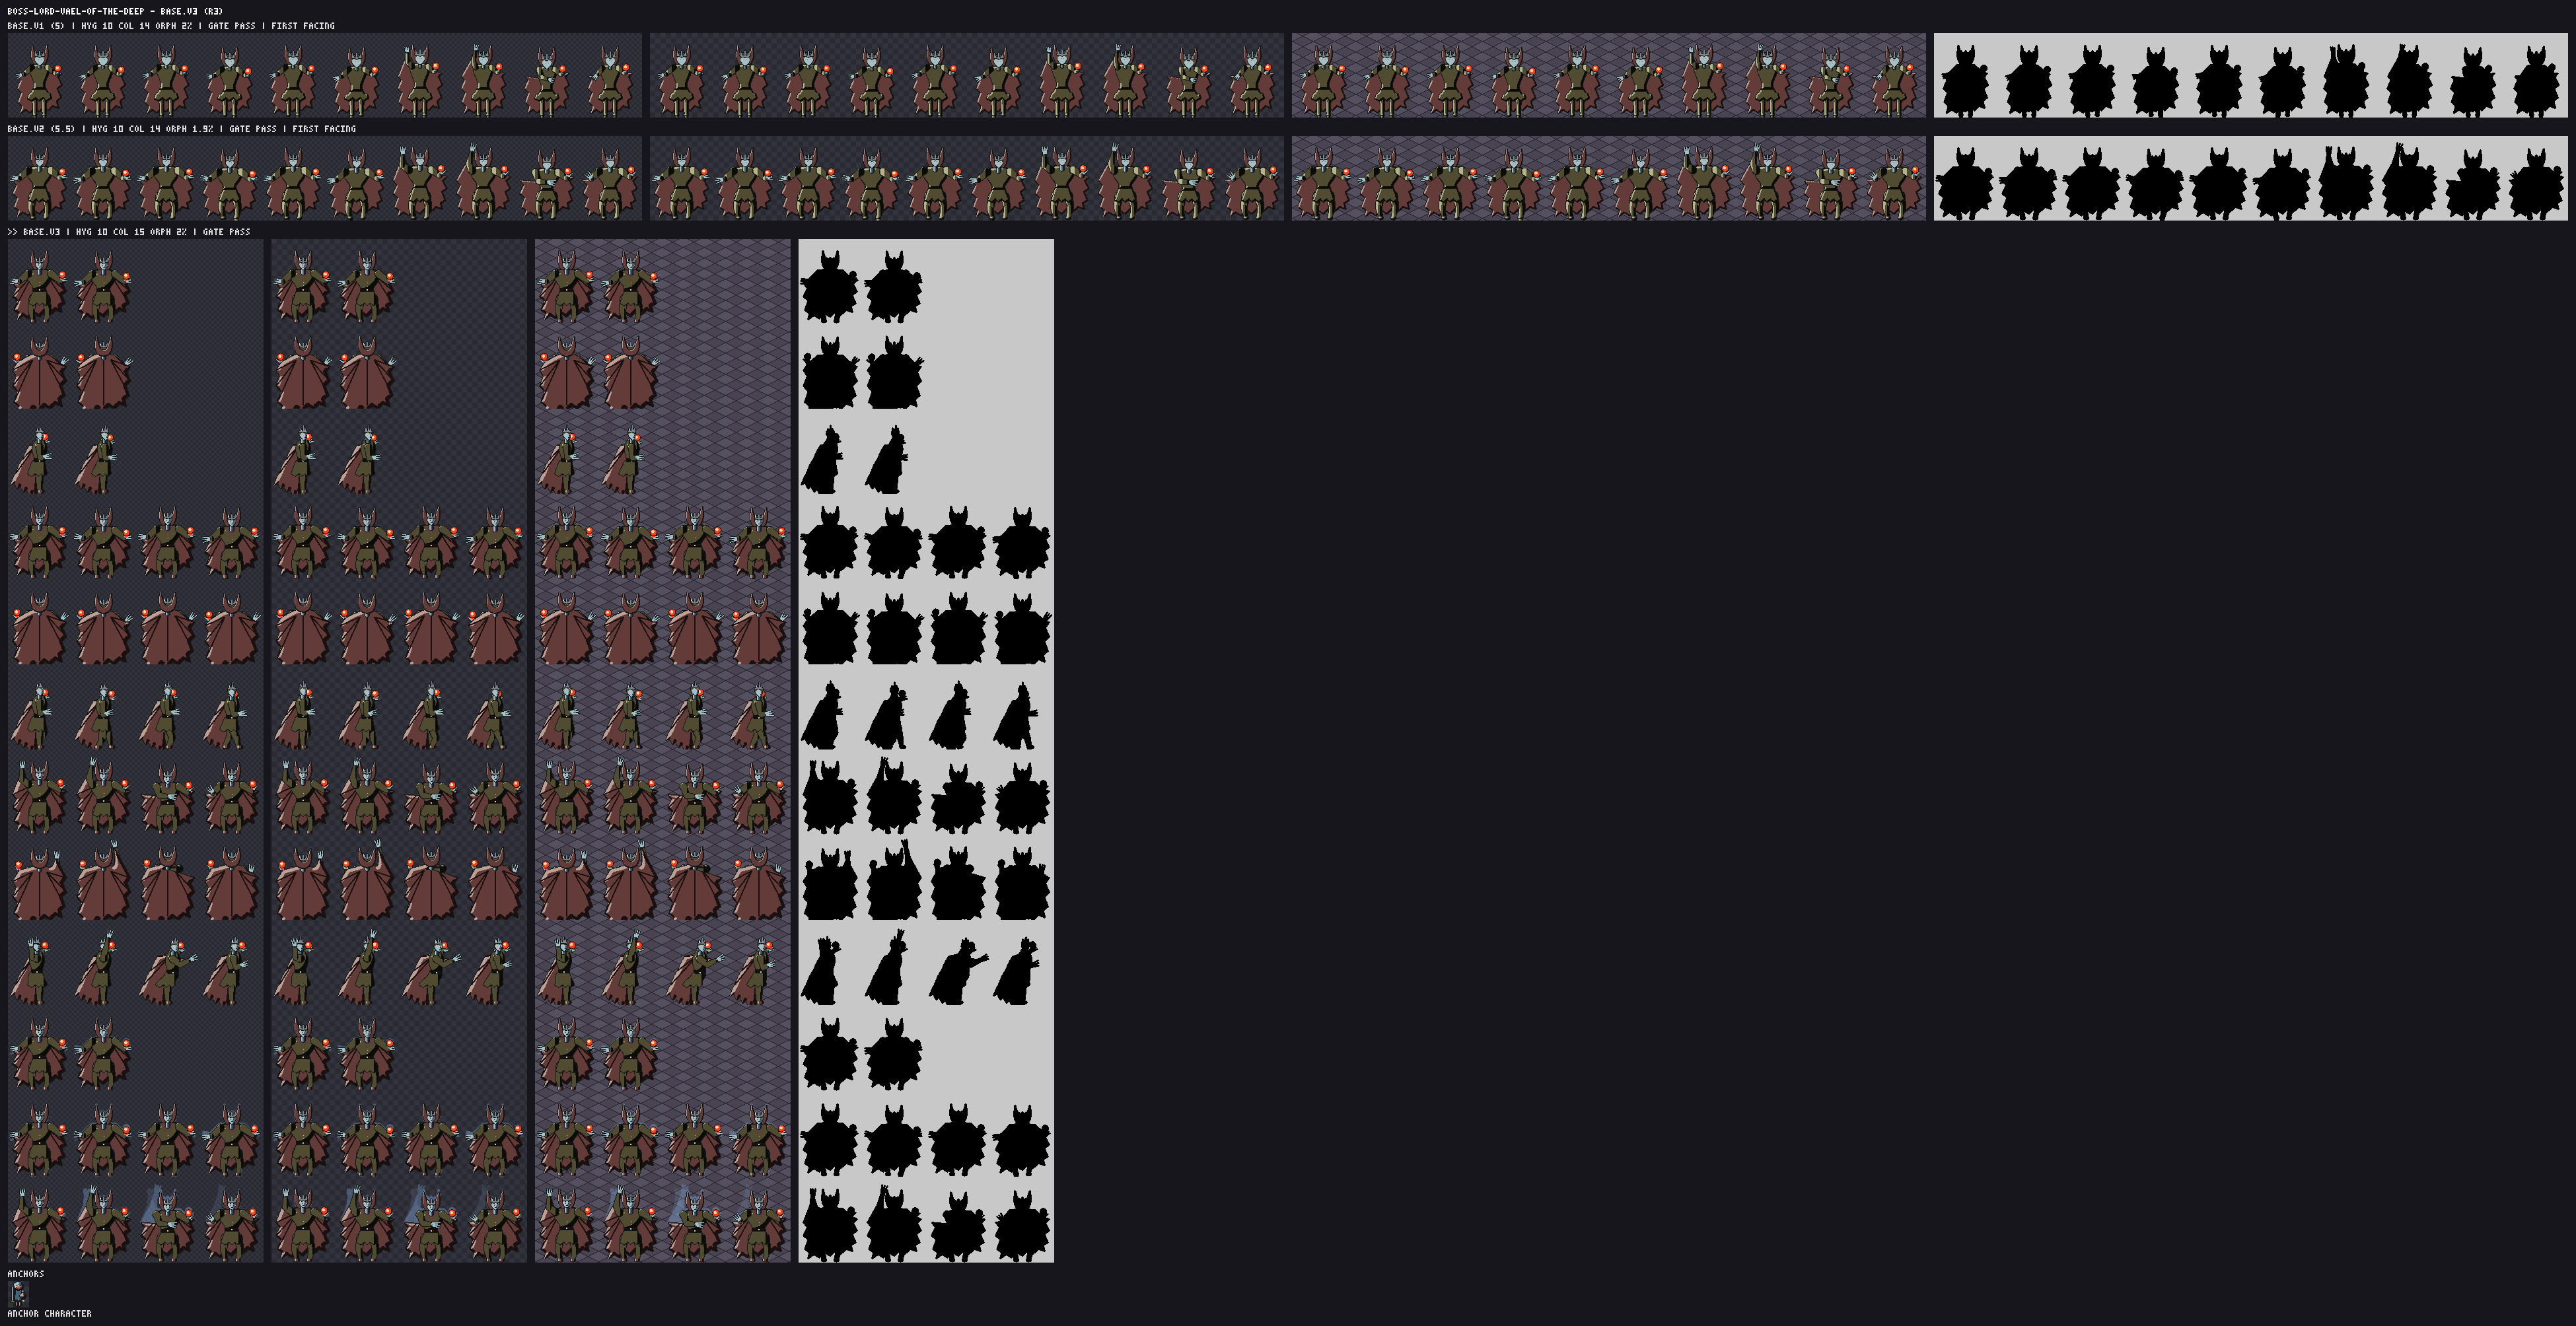 BOSS-LORD-VAEL-OF-THE-DEEP - BASE.V3 (R3)
BASE.V1 (5) | HYG 10 COL 14 ORPH 2% | GATE PASS | FIRST FACING
BASE.V2 (5.5) | HYG 10 COL 14 ORPH 1.9% | GATE PASS | FIRST FACING
>> BASE.V3 | HYG 10 COL 15 ORPH 2% | GATE PASS
ANCHORS
ANCHOR CHARACTER